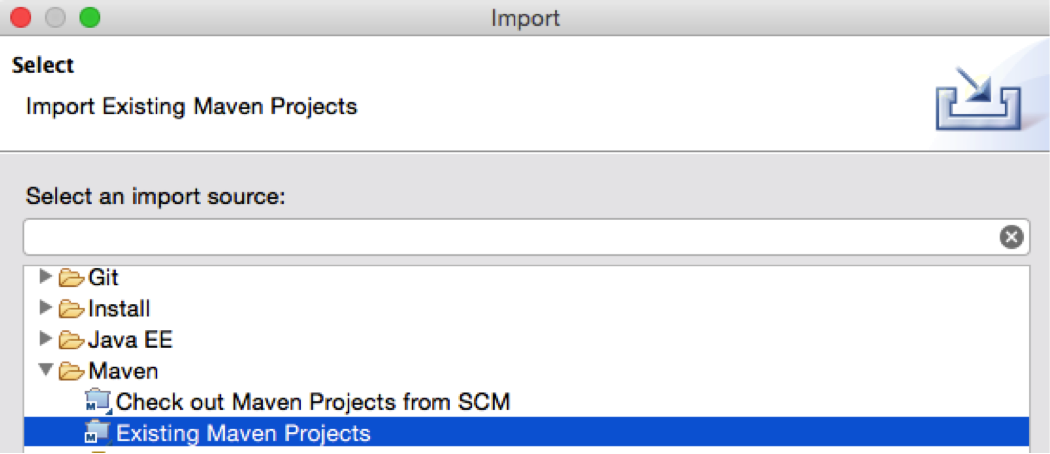 Import
Select
Import Existing Maven Projects
Select an import source:
Git
Install
Java EE
Maven
Check out Maven Projects from SCM
Existing Maven Projects